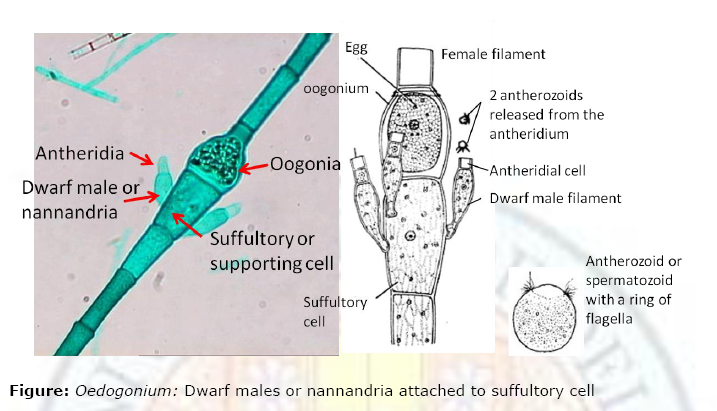 Antheridia
Dwarf male or
nannandria
Oogonia
Suffultory or
supporting cell
Egg
Female filament
oogonium
2 antherozoids
released from the
antheridium
Antheridial cell
Dwarf male filament
Suffultory
cell
Antherozoid or
spermatozoid
with a ring of
flagella
Figure: Oedogonium: Dwarf males or nannandria attached to suffultory cell